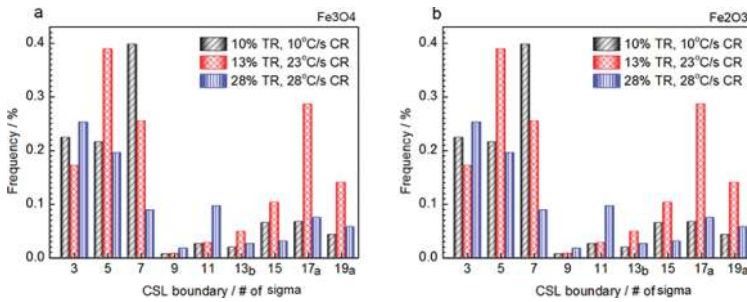 a
Fe3O4
0.4
0.3
0.2
0.1
0.0
Frequency / %
10% TR, 10°C/s CR
13% TR, 23°C/s CR
28% TR, 28°C/s CR
3 5 7 9 11 13b 15 17a 19a
CSL boundary / # of sigma
b
Fe2O3
0.4
0.3
0.2
0.1
0.0
Frequency / %
10% TR, 10°C/s CR
13% TR, 23°C/s CR
28% TR, 28°C/s CR
3 5 7 9 11 13b 15 17a 19a
CSL boundary / # of sigma